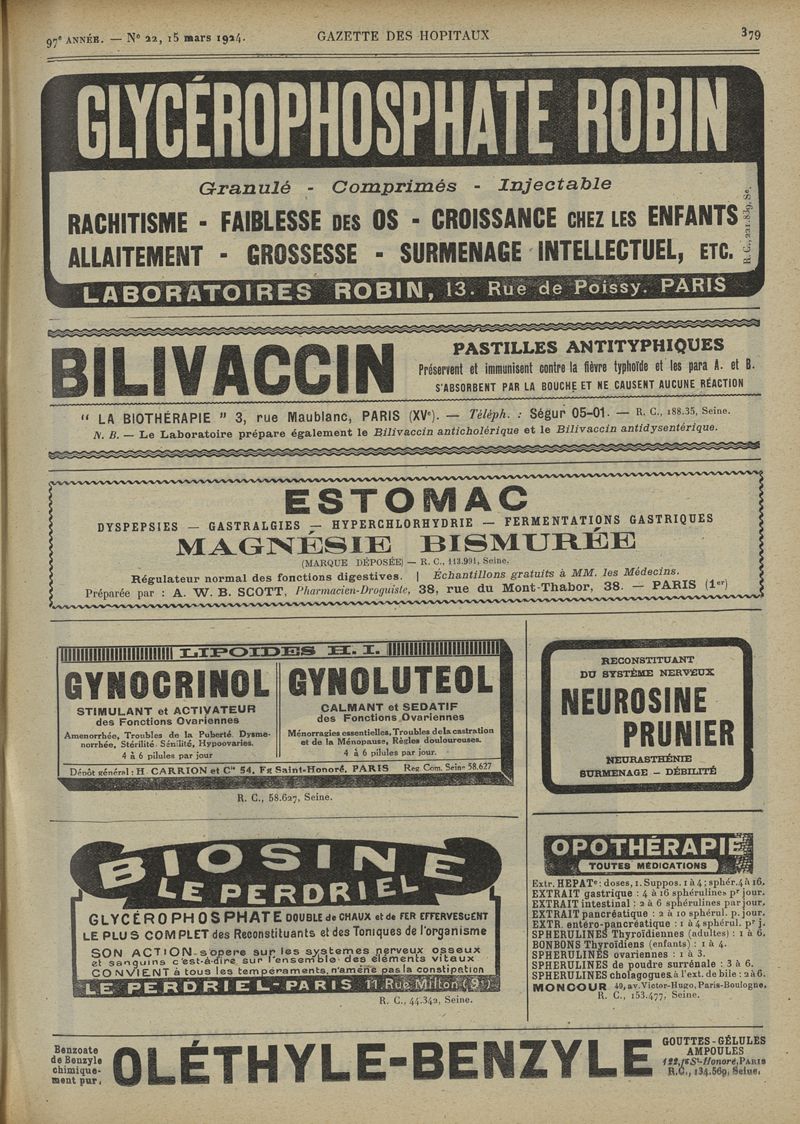 97e ANNÉE. — N° 22, 15 mars 1924.
GAZETTE DES HOPITAUX
379
GLYCÉROPHOSPHATE ROBIN
Granulé - Comprimés - Injectable
RACHITISME - FAIBLESSE DES OS - CROISSANCE CHEZ LES ENFANTS
ALLAITEMENT - GROSSESSE - SURMENAGE INTELLECTUEL, ETC.
R. C., 221.839, Se.
LABORATOIRES ROBIN, 13. Rue de Poissy. PARIS
BILIVACCIN
PASTILLES ANTITYPHIQUES
Préservent et immunisent contre la fièvre typhoïde et les para A. et B.
S'ABSORBENT PAR LA BOUCHE ET NE CAUSENT AUCUNE RÉACTION
" LA BIOTHÉRAPIE " 3, rue Maublanc, PARIS (XVe). — Téléph. : Ségur 05-01. — R. C., 188.35, Seine.
N. B. — Le Laboratoire prépare également le Bilivaccin anticholérique et le Bilivaccin antidysentérique.
ESTOMAC
DYSPEPSIES — GASTRALGIES — HYPERCHLORHYDRIE — FERMENTATIONS GASTRIQUES
MAGNÉSIE BISMURÉE
(MARQUE DÉPOSÉE) — R. C., 113.991, Seine.
Régulateur normal des fonctions digestives. | Échantillons gratuits à MM. les Médecins.
Préparée par : A. W. B. SCOTT, Pharmacien-Droguiste, 38, rue du Mont-Thabor, 38. — PARIS (1er)
LIPOIDES H. I.
GYNOCRINOL
STIMULANT et ACTIVATEUR
des Fonctions Ovariennes
Amenorrhée, Troubles de la Puberté. Dysme-
norrhée, Stérilité. Sénilité, Hypoovaries.
4 à 6 pilules par jour
GYNOLUTEOL
CALMANT et SEDATIF
des Fonctions Ovariennes
Ménorragies essentielles, Troubles de la castration
et de la Ménopause, Règles douloureuses.
4 à 6 pilules par jour.
Dépôt général : H. CARRION et Cie 54, Fg Saint-Honoré, PARIS Reg. Com. Seine 58.627
R. C., 58.627, Seine.
RECONSTITUANT
DU SYSTÈME NERVEUX
NEUROSINE
PRUNIER
NEURASTHÉNIE
SURMENAGE - DÉBILITÉ
BIOSINE
LE PERDRIEL
GLYCÉROPHOSPHATE DOUBLE de CHAUX et de FER EFFERVESCENT
LE PLUS COMPLET des Reconstituants et des Toniques de l'organisme
SON ACTION s'opere sur les systemes nerveux osseux
et sanguins c'est-à-dire sur l'ensemble des éléments vitaux
CONVIENT à tous les tempéraments, n'amène pas la constipation
LE PERDRIEL-PARIS 11. Rue Milton (9e)
R. C., 44.342, Seine.
OPOTHÉRAPIE
TOUTES MÉDICATIONS
Extr. HEPATe: doses, 1. Suppos. 1 à 4; sphér. 4 à 16.
EXTRAIT gastrique : 4 à 16 sphérulines pr jour.
EXTRAIT intestinal : 2 à 6 sphérulines par jour.
EXTRAIT pancréatique : 2 à 10 sphérul. p. jour.
EXTR. entéro-pancréatique : 1 à 4 sphérul. pr j.
SPHERULINES Thyroïdiennes (adultes) : 1 à 6.
BONBONS Thyroïdiens (enfants) : 1 à 4.
SPHERULINES ovariennes : 1 à 3.
SPHERULINES de poudre surrénale : 3 à 6.
SPHERULINES cholagogues à l'ext. de bile : 2 à 6.
MONCOUR 49, av. Victor-Hugo, Paris-Boulogne,
R. C., 153.477, Seine.
Benzoate
de Benzyle
chimique-
ment pur.
OLÉTHYLE-BENZYLE
GOUTTES - GÉLULES
AMPOULES
122, fg St-Honoré, PARIS
R.C., 134.569, Seine.